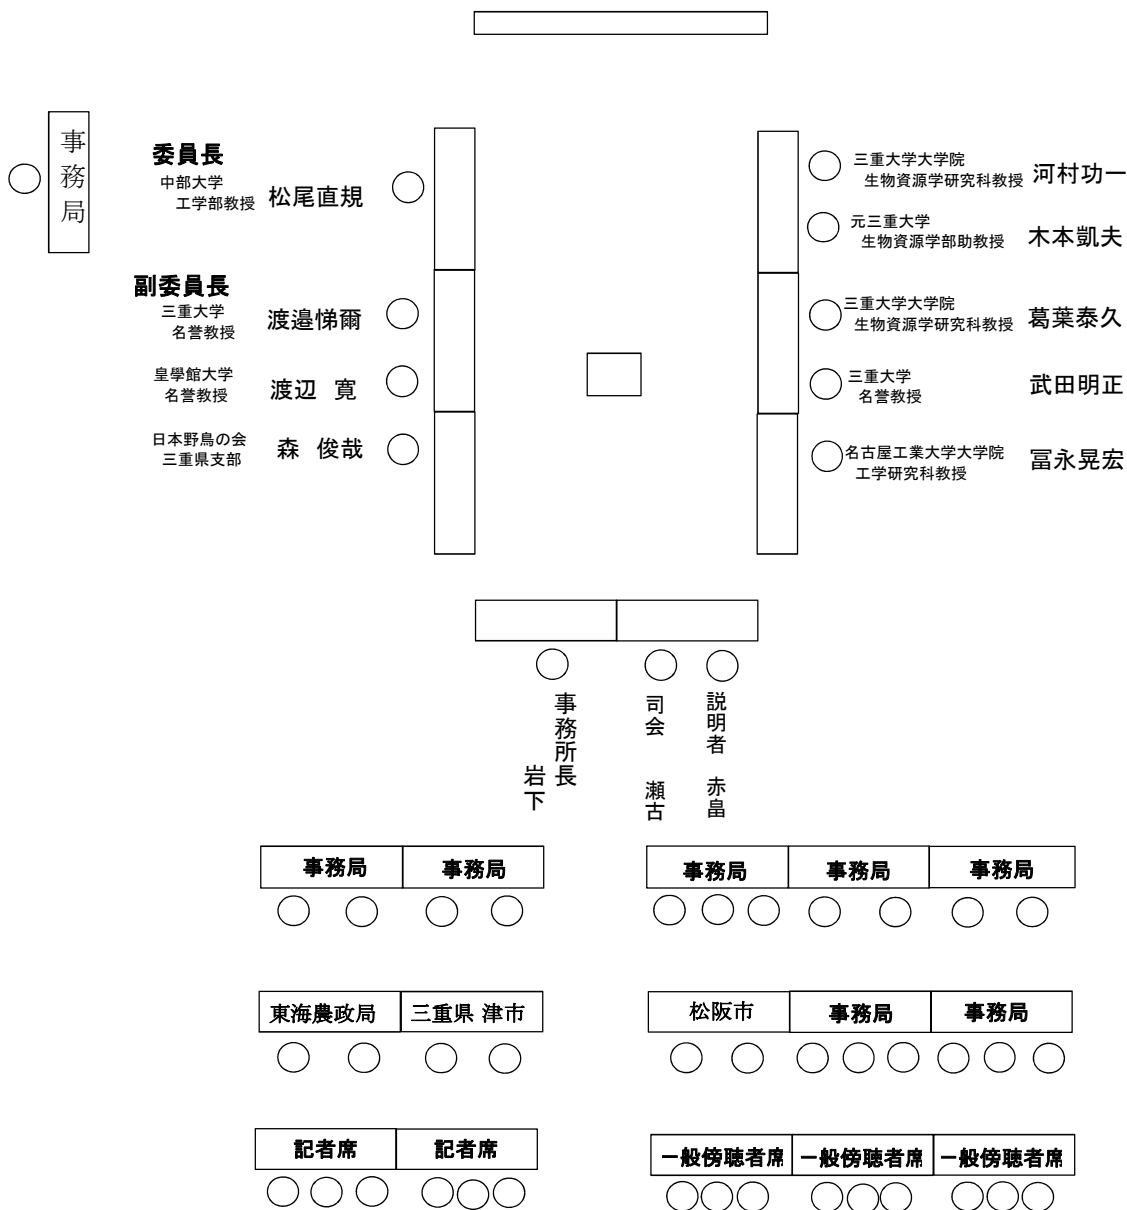 事務局
委員長
中部大学
工学部教授
松尾直規
副委員長
三重大学
名誉教授
渡邉悌爾
皇學館大学
名誉教授
渡辺 寛
日本野鳥の会
三重県支部
森 俊哉
三重大学大学院
生物資源学研究科教授
河村功一
元三重大学
生物資源学部助教授
木本凱夫
三重大学大学院
生物資源学研究科教授
葛葉泰久
三重大学
名誉教授
武田明正
名古屋工業大学大学院
工学研究科教授
冨永晃宏
事務所長
岩下
司会 瀬古
説明者 赤畠
事務局 事務局 事務局 事務局 事務局
東海農政局 三重県 津市 松阪市 事務局 事務局
記者席 記者席 一般傍聴者席 一般傍聴者席 一般傍聴者席